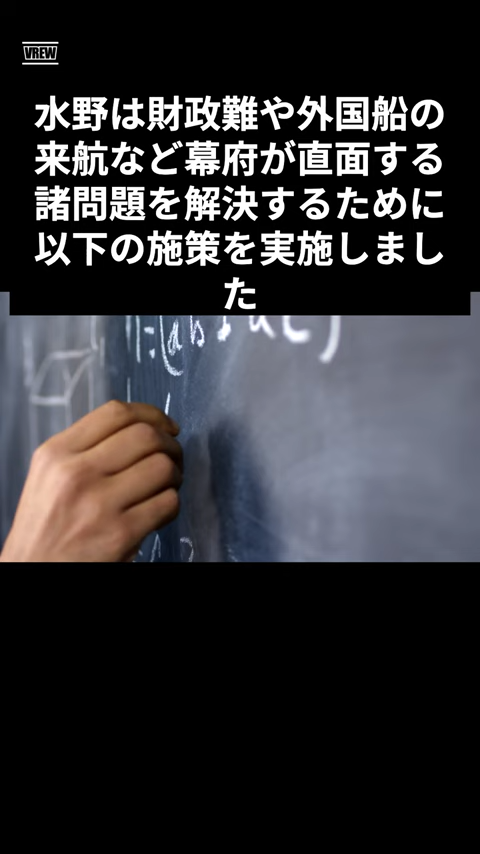 VREW
水野は財政難や外国船の
来航など幕府が直面する
諸問題を解決するために
以下の施策を実施しまし
た